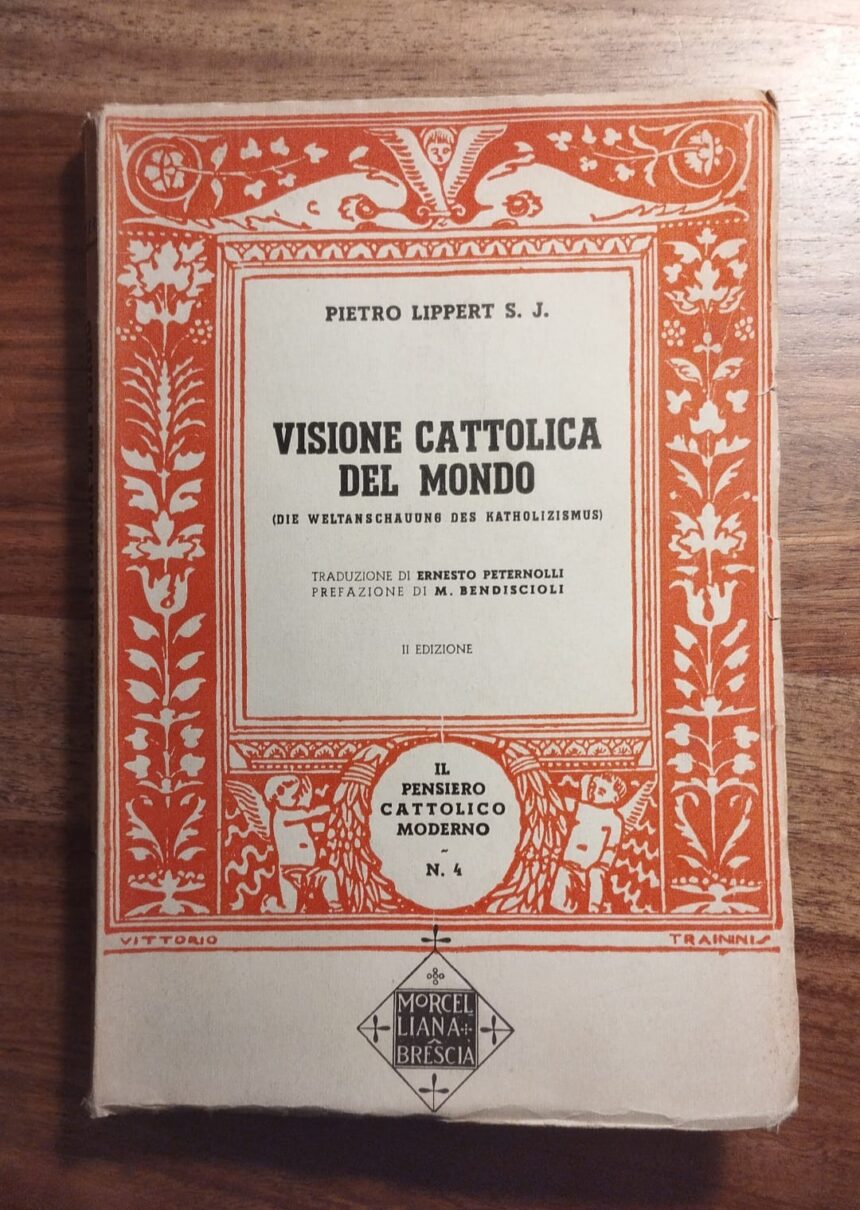 PIETRO LIPPERT S. J.
VISIONE CATTOLICA
DEL MONDO
(DIE WELTANSCHAUUNG DES KATHOLIZISMUS)
TRADUZIONE DI ERNESTO PETERNOLLI
PREFAZIONE DI M. BENDISCIOLI
II EDIZIONE
IL
PENSIERO
CATTOLICO
MODERNO
~
N. 4
VITTORIO TRAININIS
MORCEL
LIANA
BRESCIA